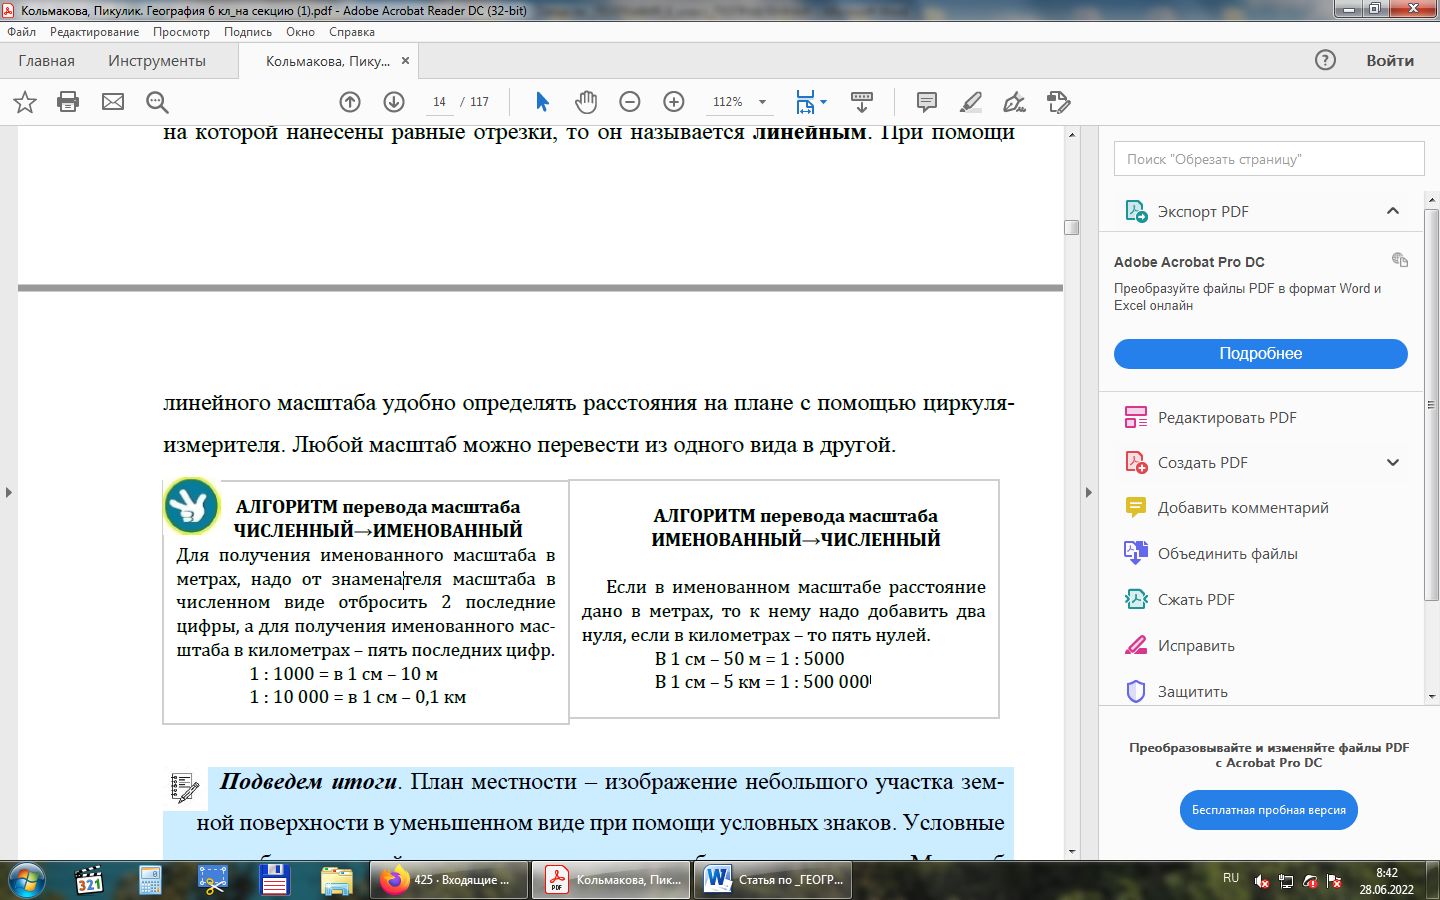 Кольмакова, Пикулик. География 6 кл_на секцию (1).pdf - Adobe Acrobat Reader DC (32-bit)
Файл Редактирование Просмотр Подпись Окно Справка
Главная Инструменты Кольмакова, Пику... × Войти
14 / 117 112%
на которой нанесены равные отрезки, то он называется линейным. При помощи
линейного масштаба удобно определять расстояния на плане с помощью циркуля-
измерителя. Любой масштаб можно перевести из одного вида в другой.
АЛГОРИТМ перевода масштаба
ЧИСЛЕННЫЙ→ИМЕНОВАННЫЙ
Для получения именованного масштаба в
метрах, надо от знаменателя масштаба в
численном виде отбросить 2 последние
цифры, а для получения именованного мас-
штаба в километрах – пять последних цифр.
1 : 1000 = в 1 см – 10 м
1 : 10 000 = в 1 см – 0,1 км
АЛГОРИТМ перевода масштаба
ИМЕНОВАННЫЙ→ЧИСЛЕННЫЙ
Если в именованном масштабе расстояние
дано в метрах, то к нему надо добавить два
нуля, если в километрах – то пять нулей.
В 1 см – 50 м = 1 : 5000
В 1 см – 5 км = 1 : 500 000
Подведем итоги. План местности – изображение небольшого участка зем-
ной поверхности в уменьшенном виде при помощи условных знаков. Условные
Поиск "Обрезать страницу"
Экспорт PDF
Adobe Acrobat Pro DC
Преобразуйте файлы PDF в формат Word и
Excel онлайн
Подробнее
Редактировать PDF
Создать PDF
Добавить комментарий
Объединить файлы
Сжать PDF
Исправить
Защитить
Преобразовывайте и изменяйте файлы PDF
с Acrobat Pro DC
Бесплатная пробная версия
321
425 · Входящие ...
PDF
Кольмакова, Пик...
Статья по _ГЕОГР...
RU
8:42
28.06.2022